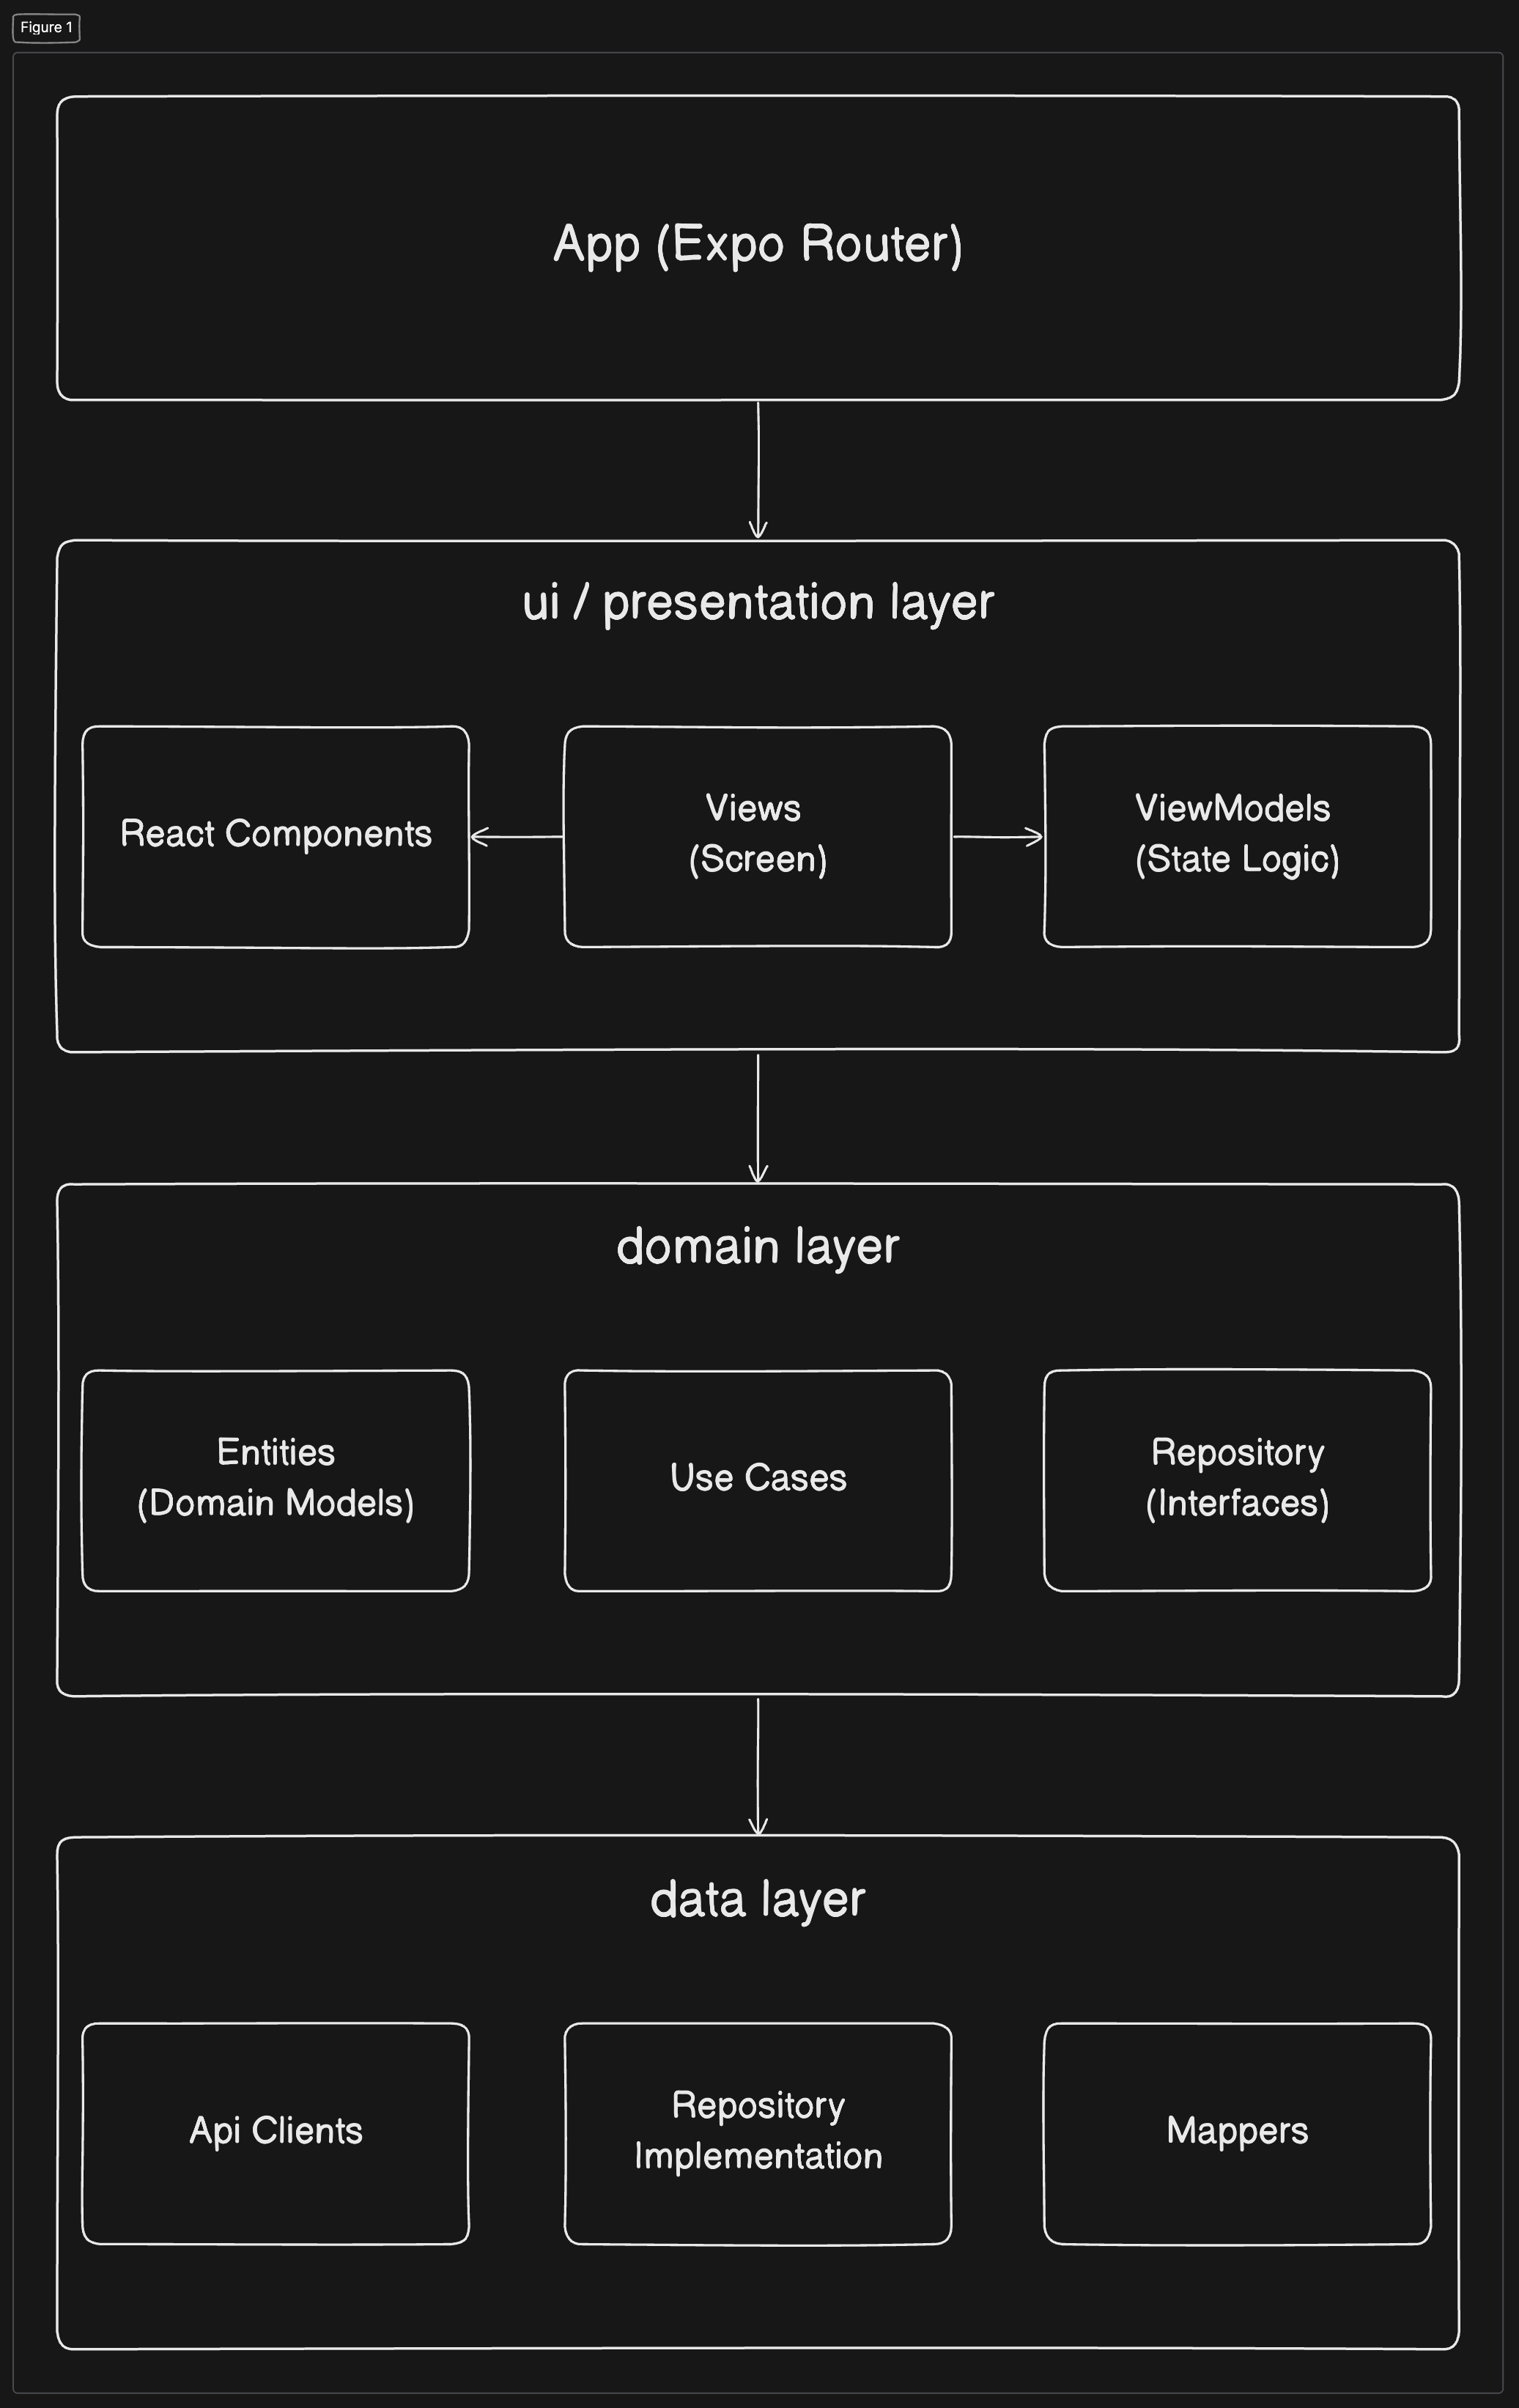 Figure 1
App (Expo Router)
ui / presentation layer
React Components
Views
(Screen)
ViewModels
(State Logic)
domain layer
Entities
(Domain Models)
Use Cases
Repository
(Interfaces)
data layer
Api Clients
Repository
Implementation
Mappers